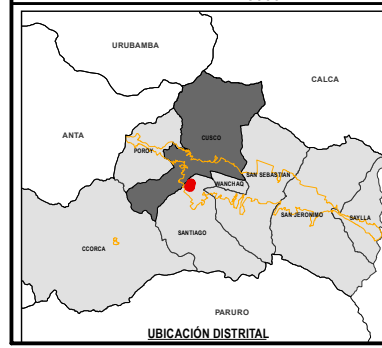 URUBAMBA
CALCA
ANTA
CUSCO
POROY
SAN SEBASTIAN
WANCHAQ
SAN JERONIMO
SAYLLA
SANTIAGO
CCORCA
PARURO
UBICACIÓN DISTRITAL